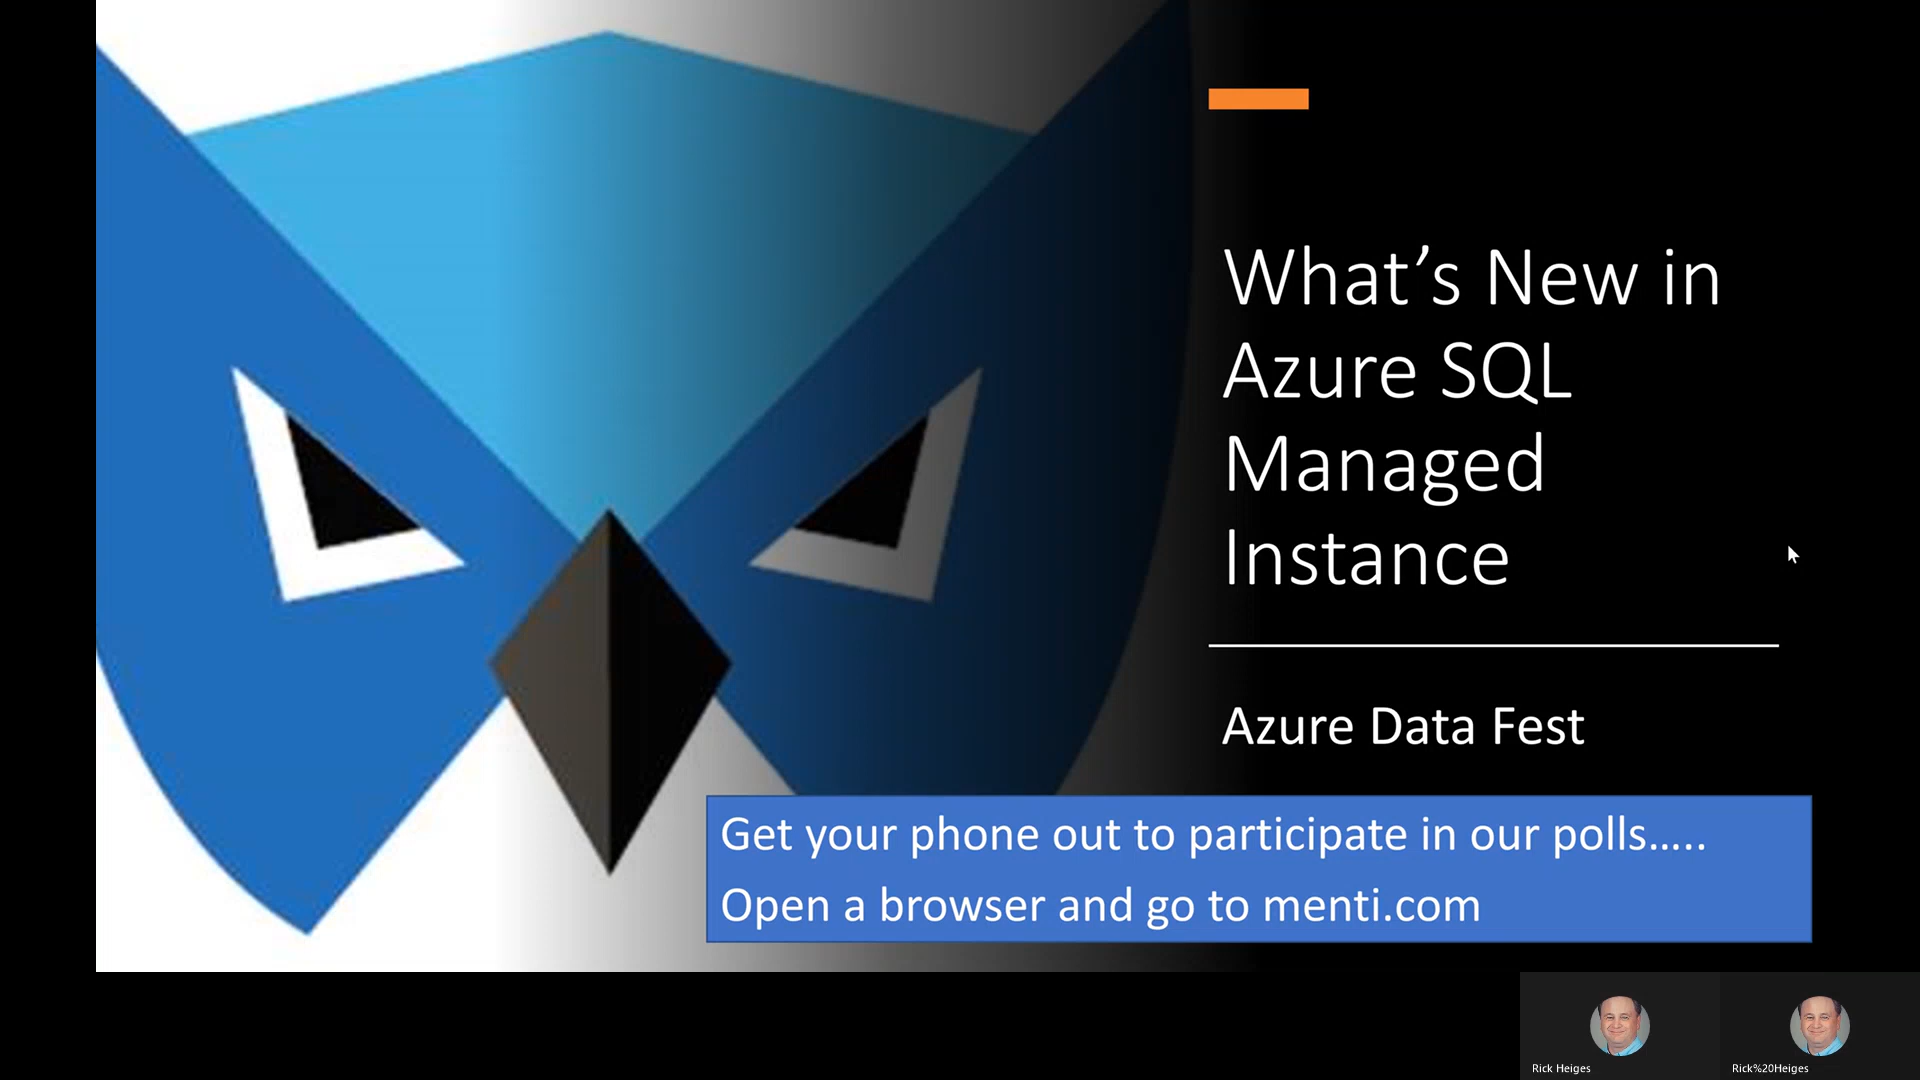 What’s New in
Azure SQL
Managed
Instance
Azure Data Fest
Get your phone out to participate in our polls.....
Open a browser and go to menti.com
Rick Heiges
Rick%20Heiges